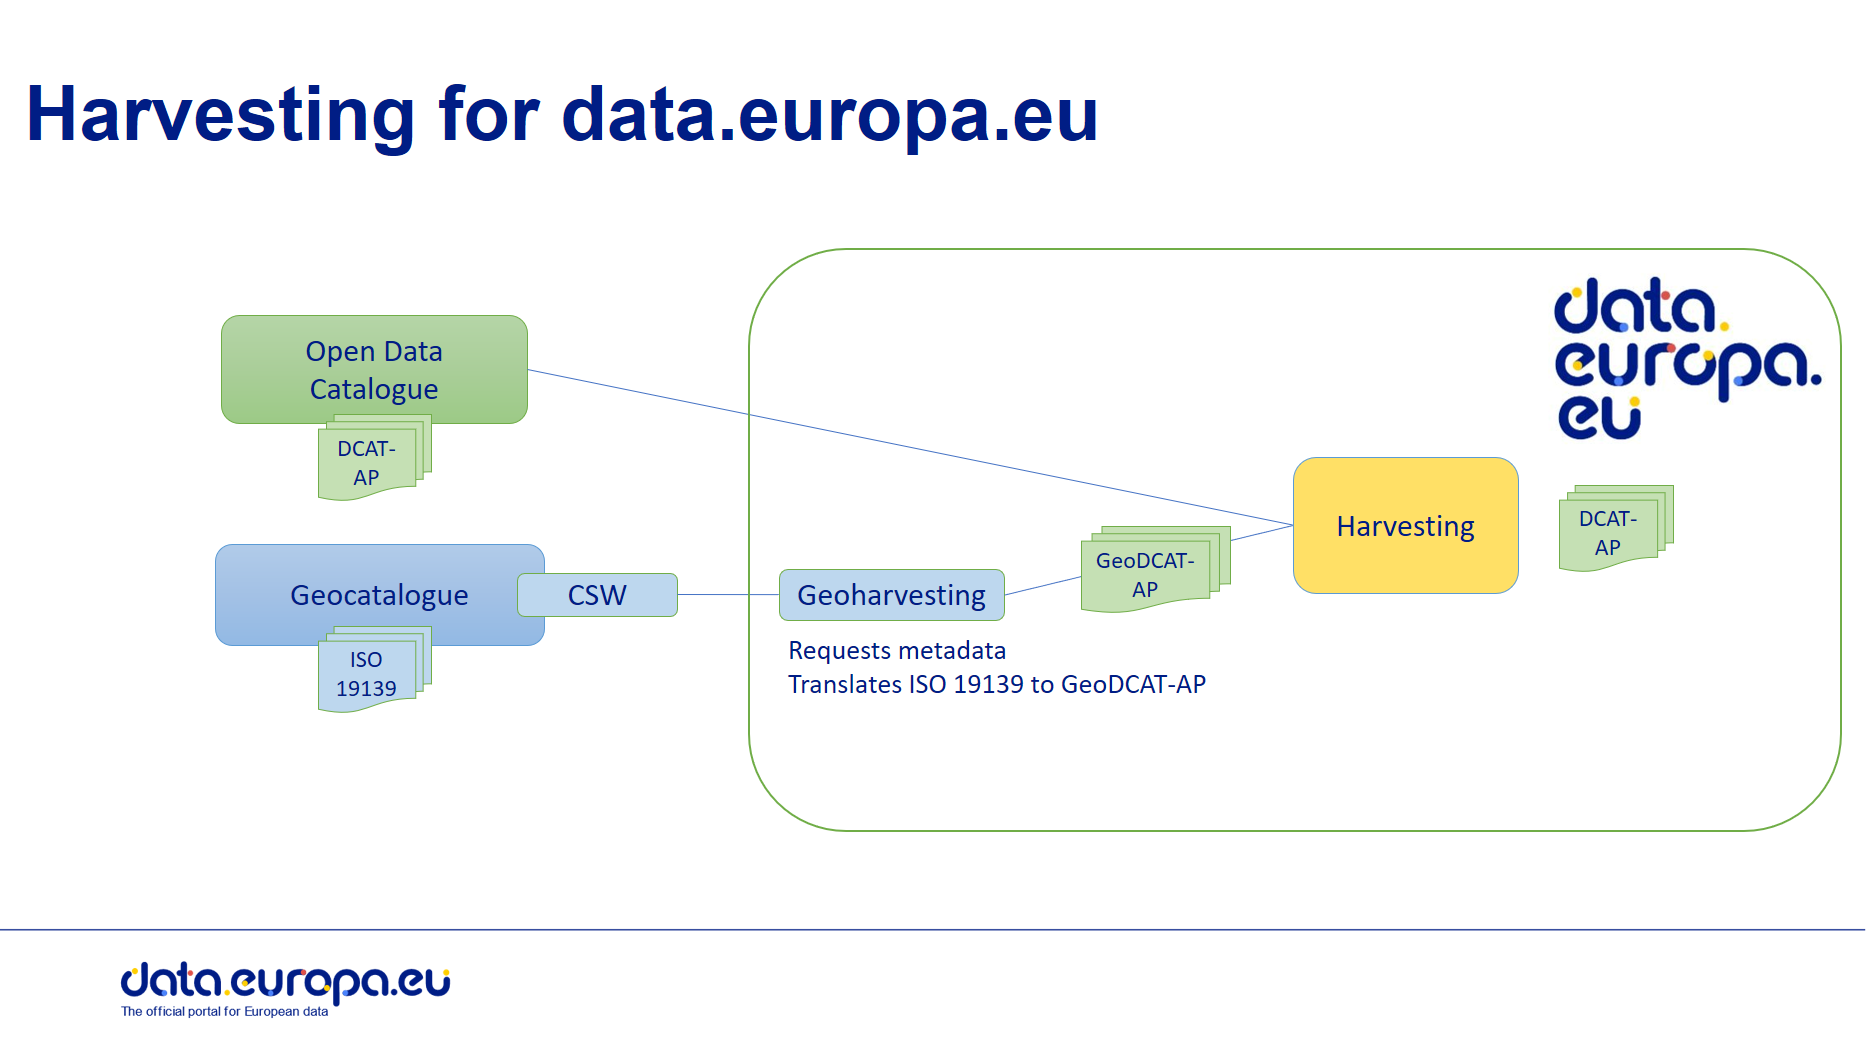 Harvesting for data.europa.eu
data.
europa.
eu
Open Data
Catalogue
DCAT-
AP
Harvesting
DCAT-
AP
GeoDCAT-
AP
Geocatalogue
CSW
Geoharvesting
ISO
19139
Requests metadata
Translates ISO 19139 to GeoDCAT-AP
data.europa.eu
The official portal for European data